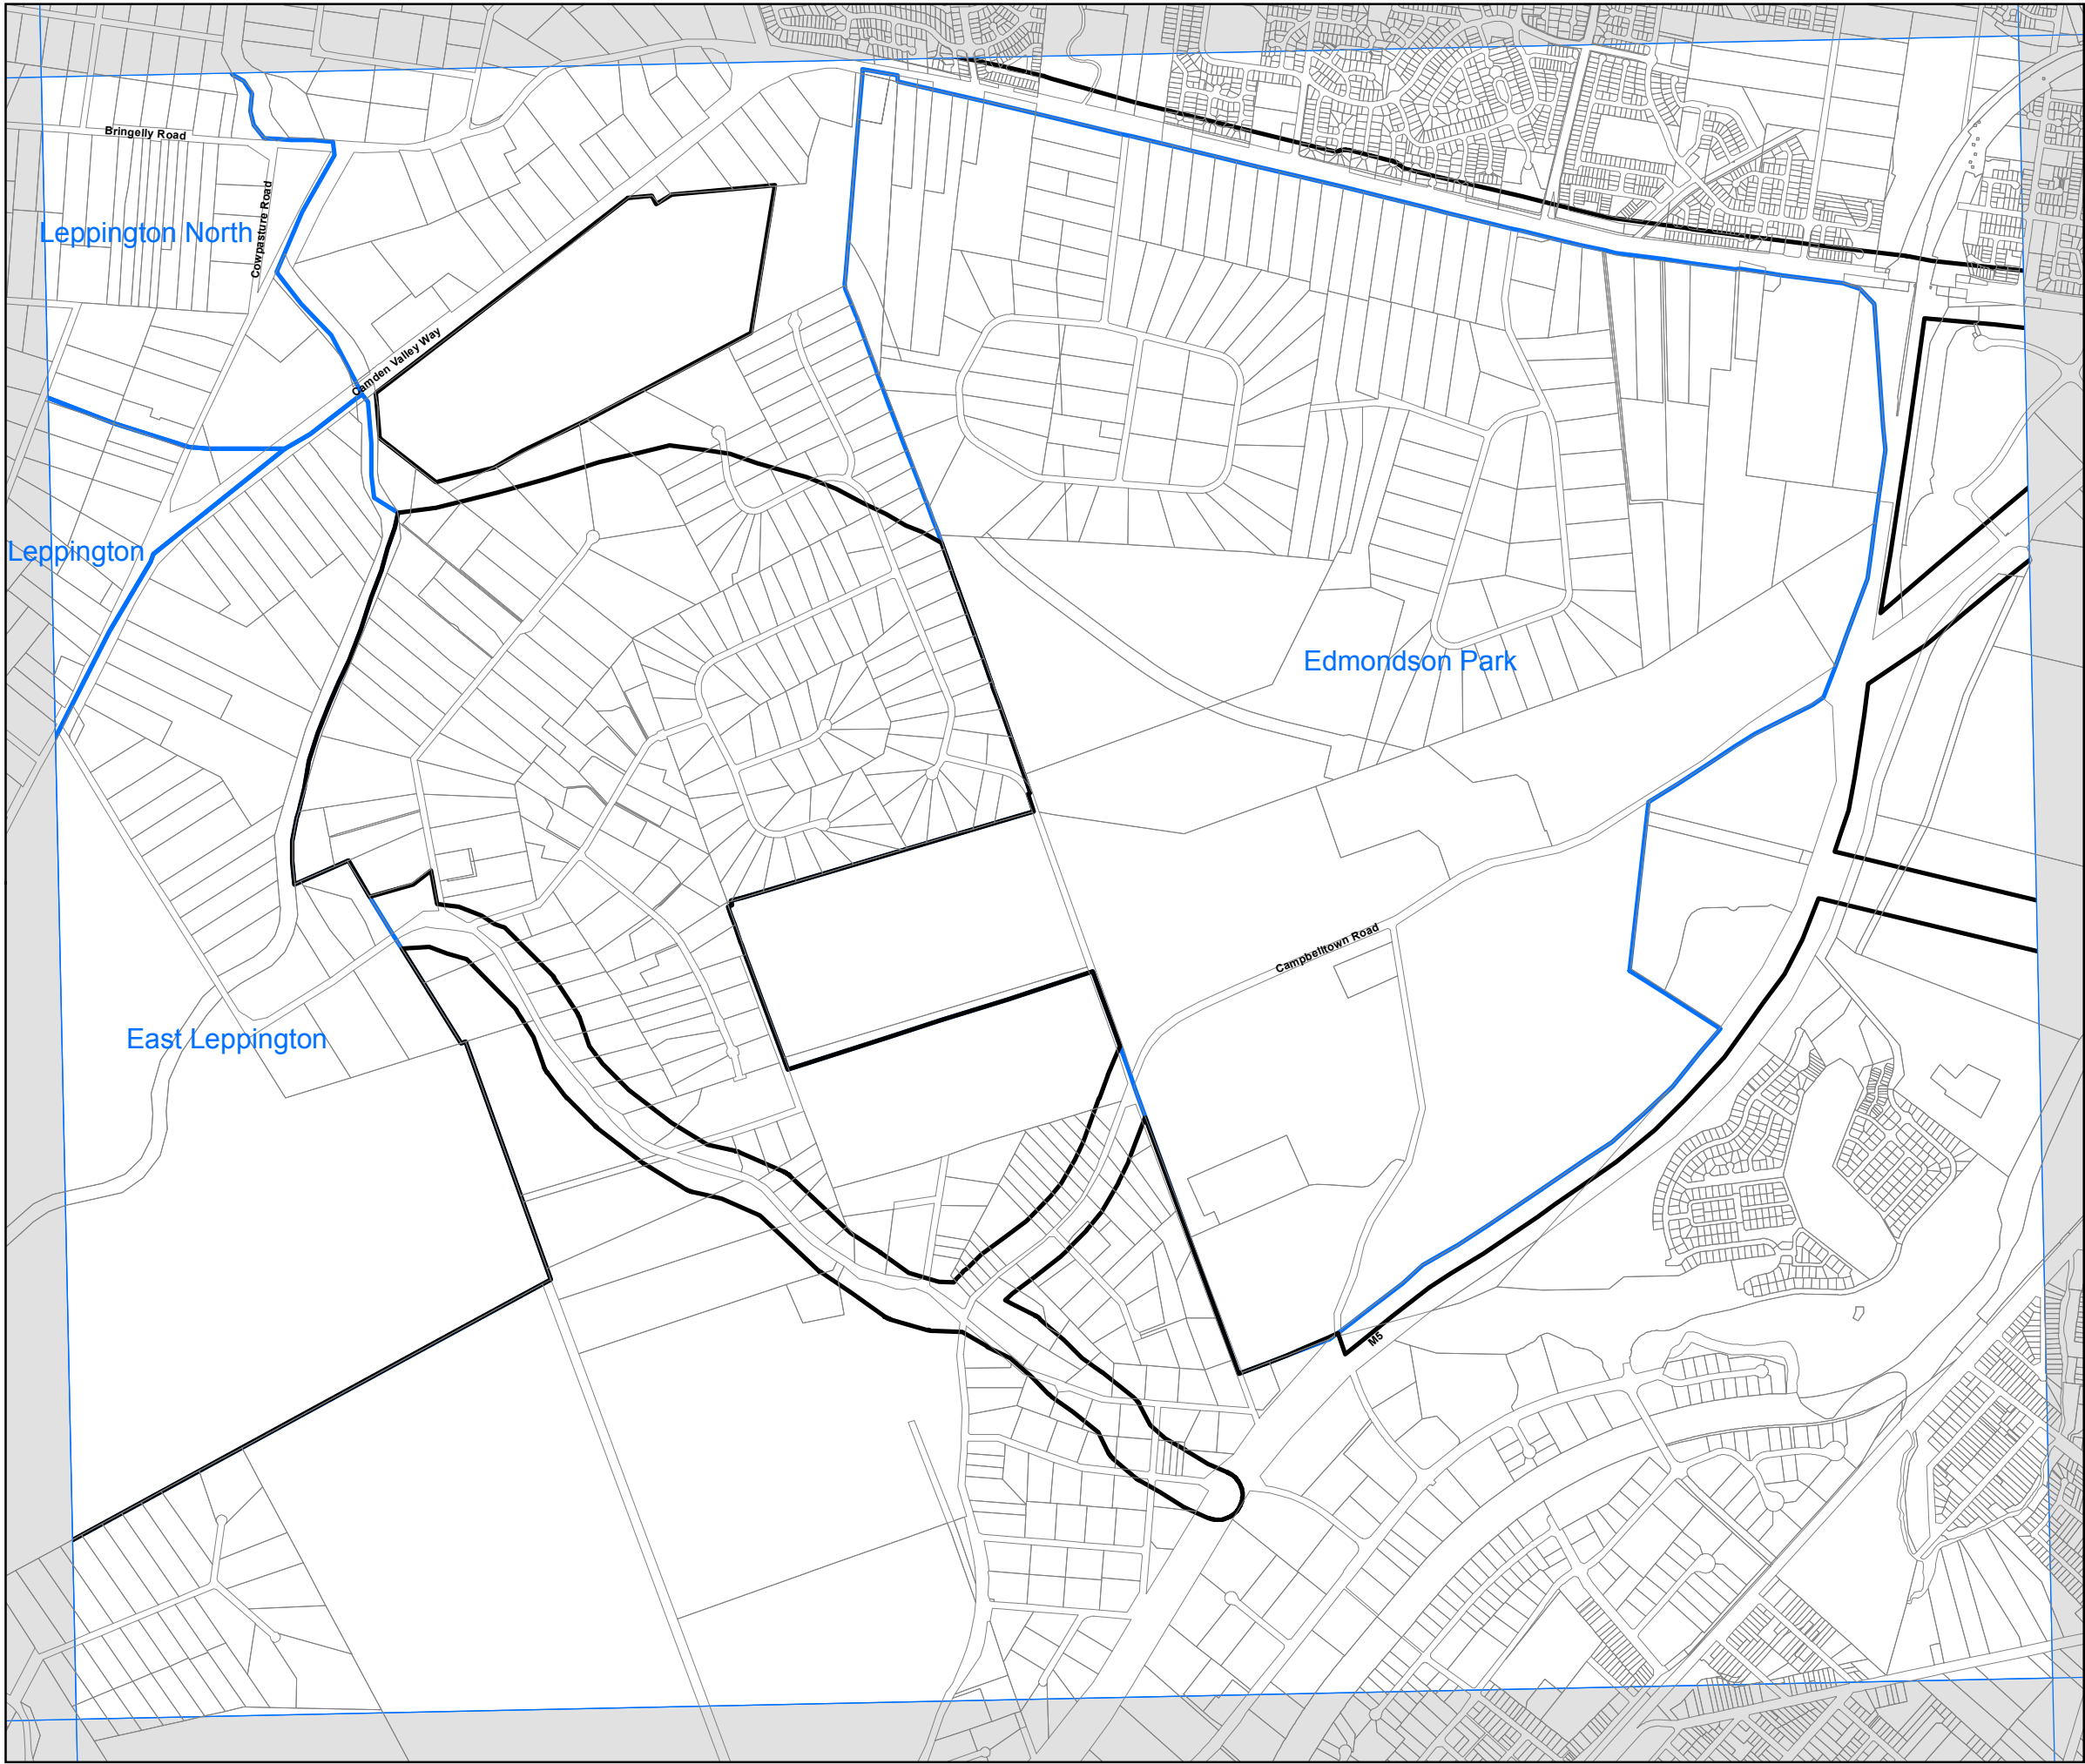 Bringelly Road
Cowpasture Road
Leppington North
Camden Valley Way
Leppington
Edmondson Park
Campbelltown Road
East Leppington
M5